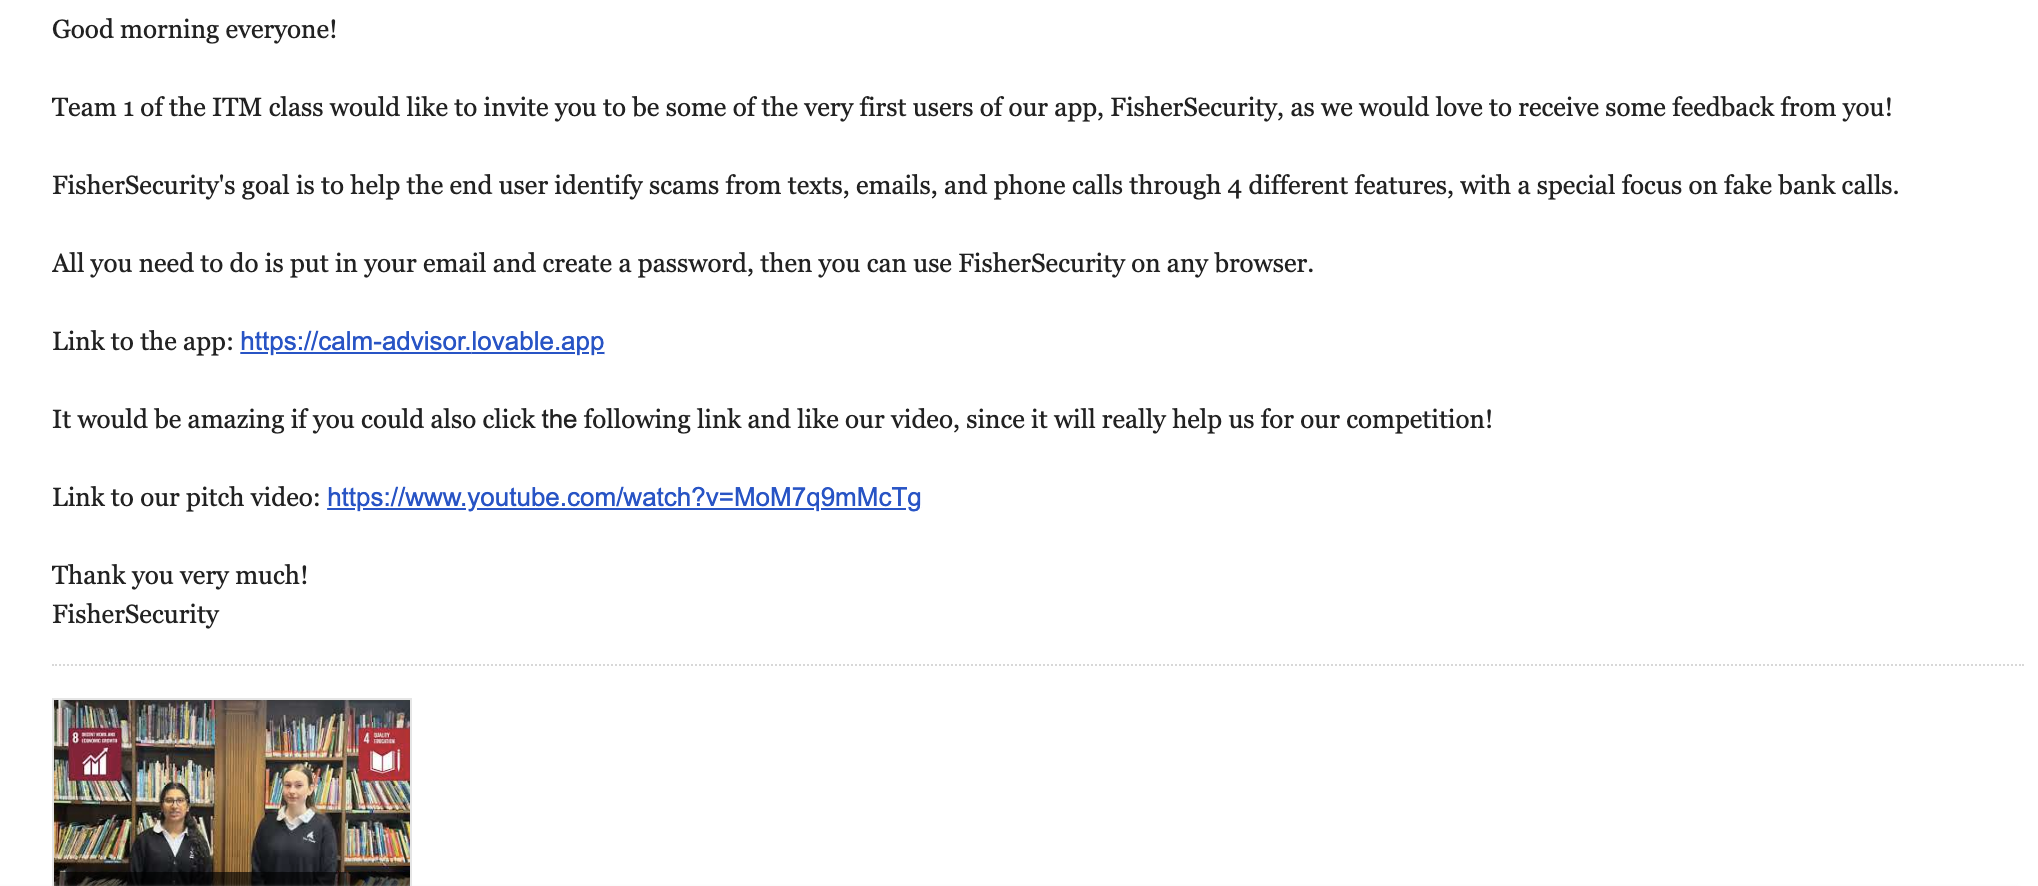 Good morning everyone!
Team 1 of the ITM class would like to invite you to be some of the very first users of our app, FisherSecurity, as we would love to receive some feedback from you!
FisherSecurity's goal is to help the end user identify scams from texts, emails, and phone calls through 4 different features, with a special focus on fake bank calls.
All you need to do is put in your email and create a password, then you can use FisherSecurity on any browser.
Link to the app: https://calm-advisor.lovable.app
It would be amazing if you could also click the following link and like our video, since it will really help us for our competition!
Link to our pitch video: https://www.youtube.com/watch?v=MoM7q9mMcTg
Thank you very much!
FisherSecurity
8 DECENT WORK AND
ECONOMIC GROWTH
4 QUALITY
EDUCATION